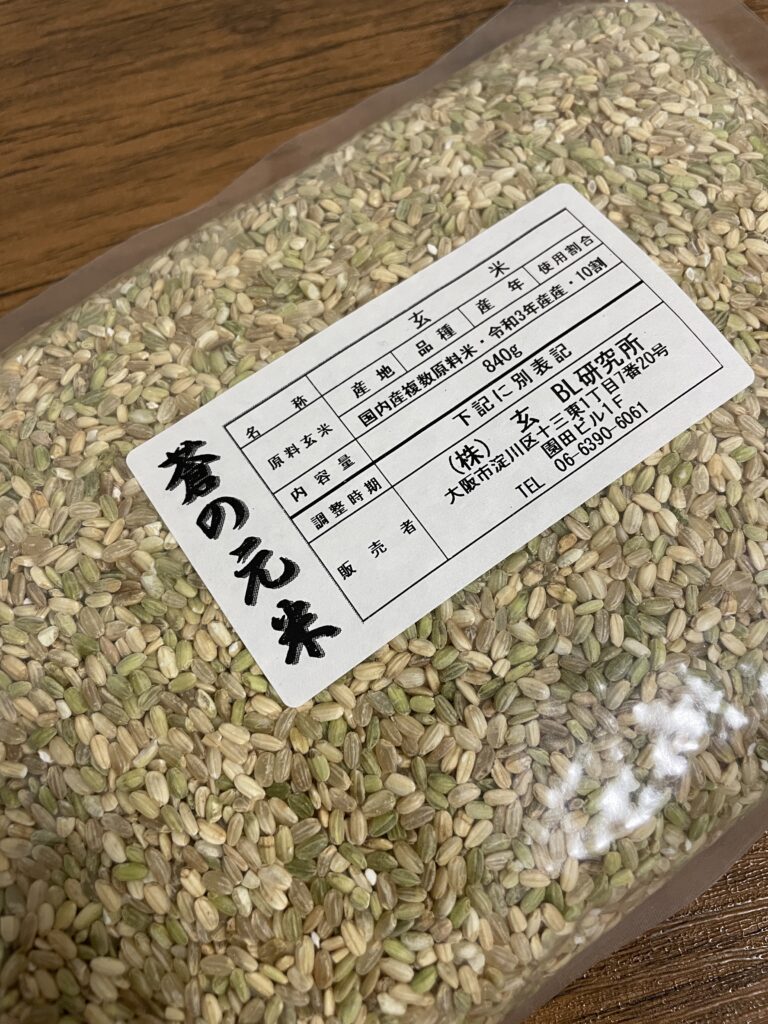 蒼の元米
名称 玄米
原料玄米 産地 品種 産年 使用割合
国内産複数原料米・令和3年産産・10割
内容量 840g
調整時期 下記に別表記
販売者 (株) 玄 BL研究所
大阪市淀川区十三東1丁目7番20号
園田ビル1F
TEL 06-6390-6061